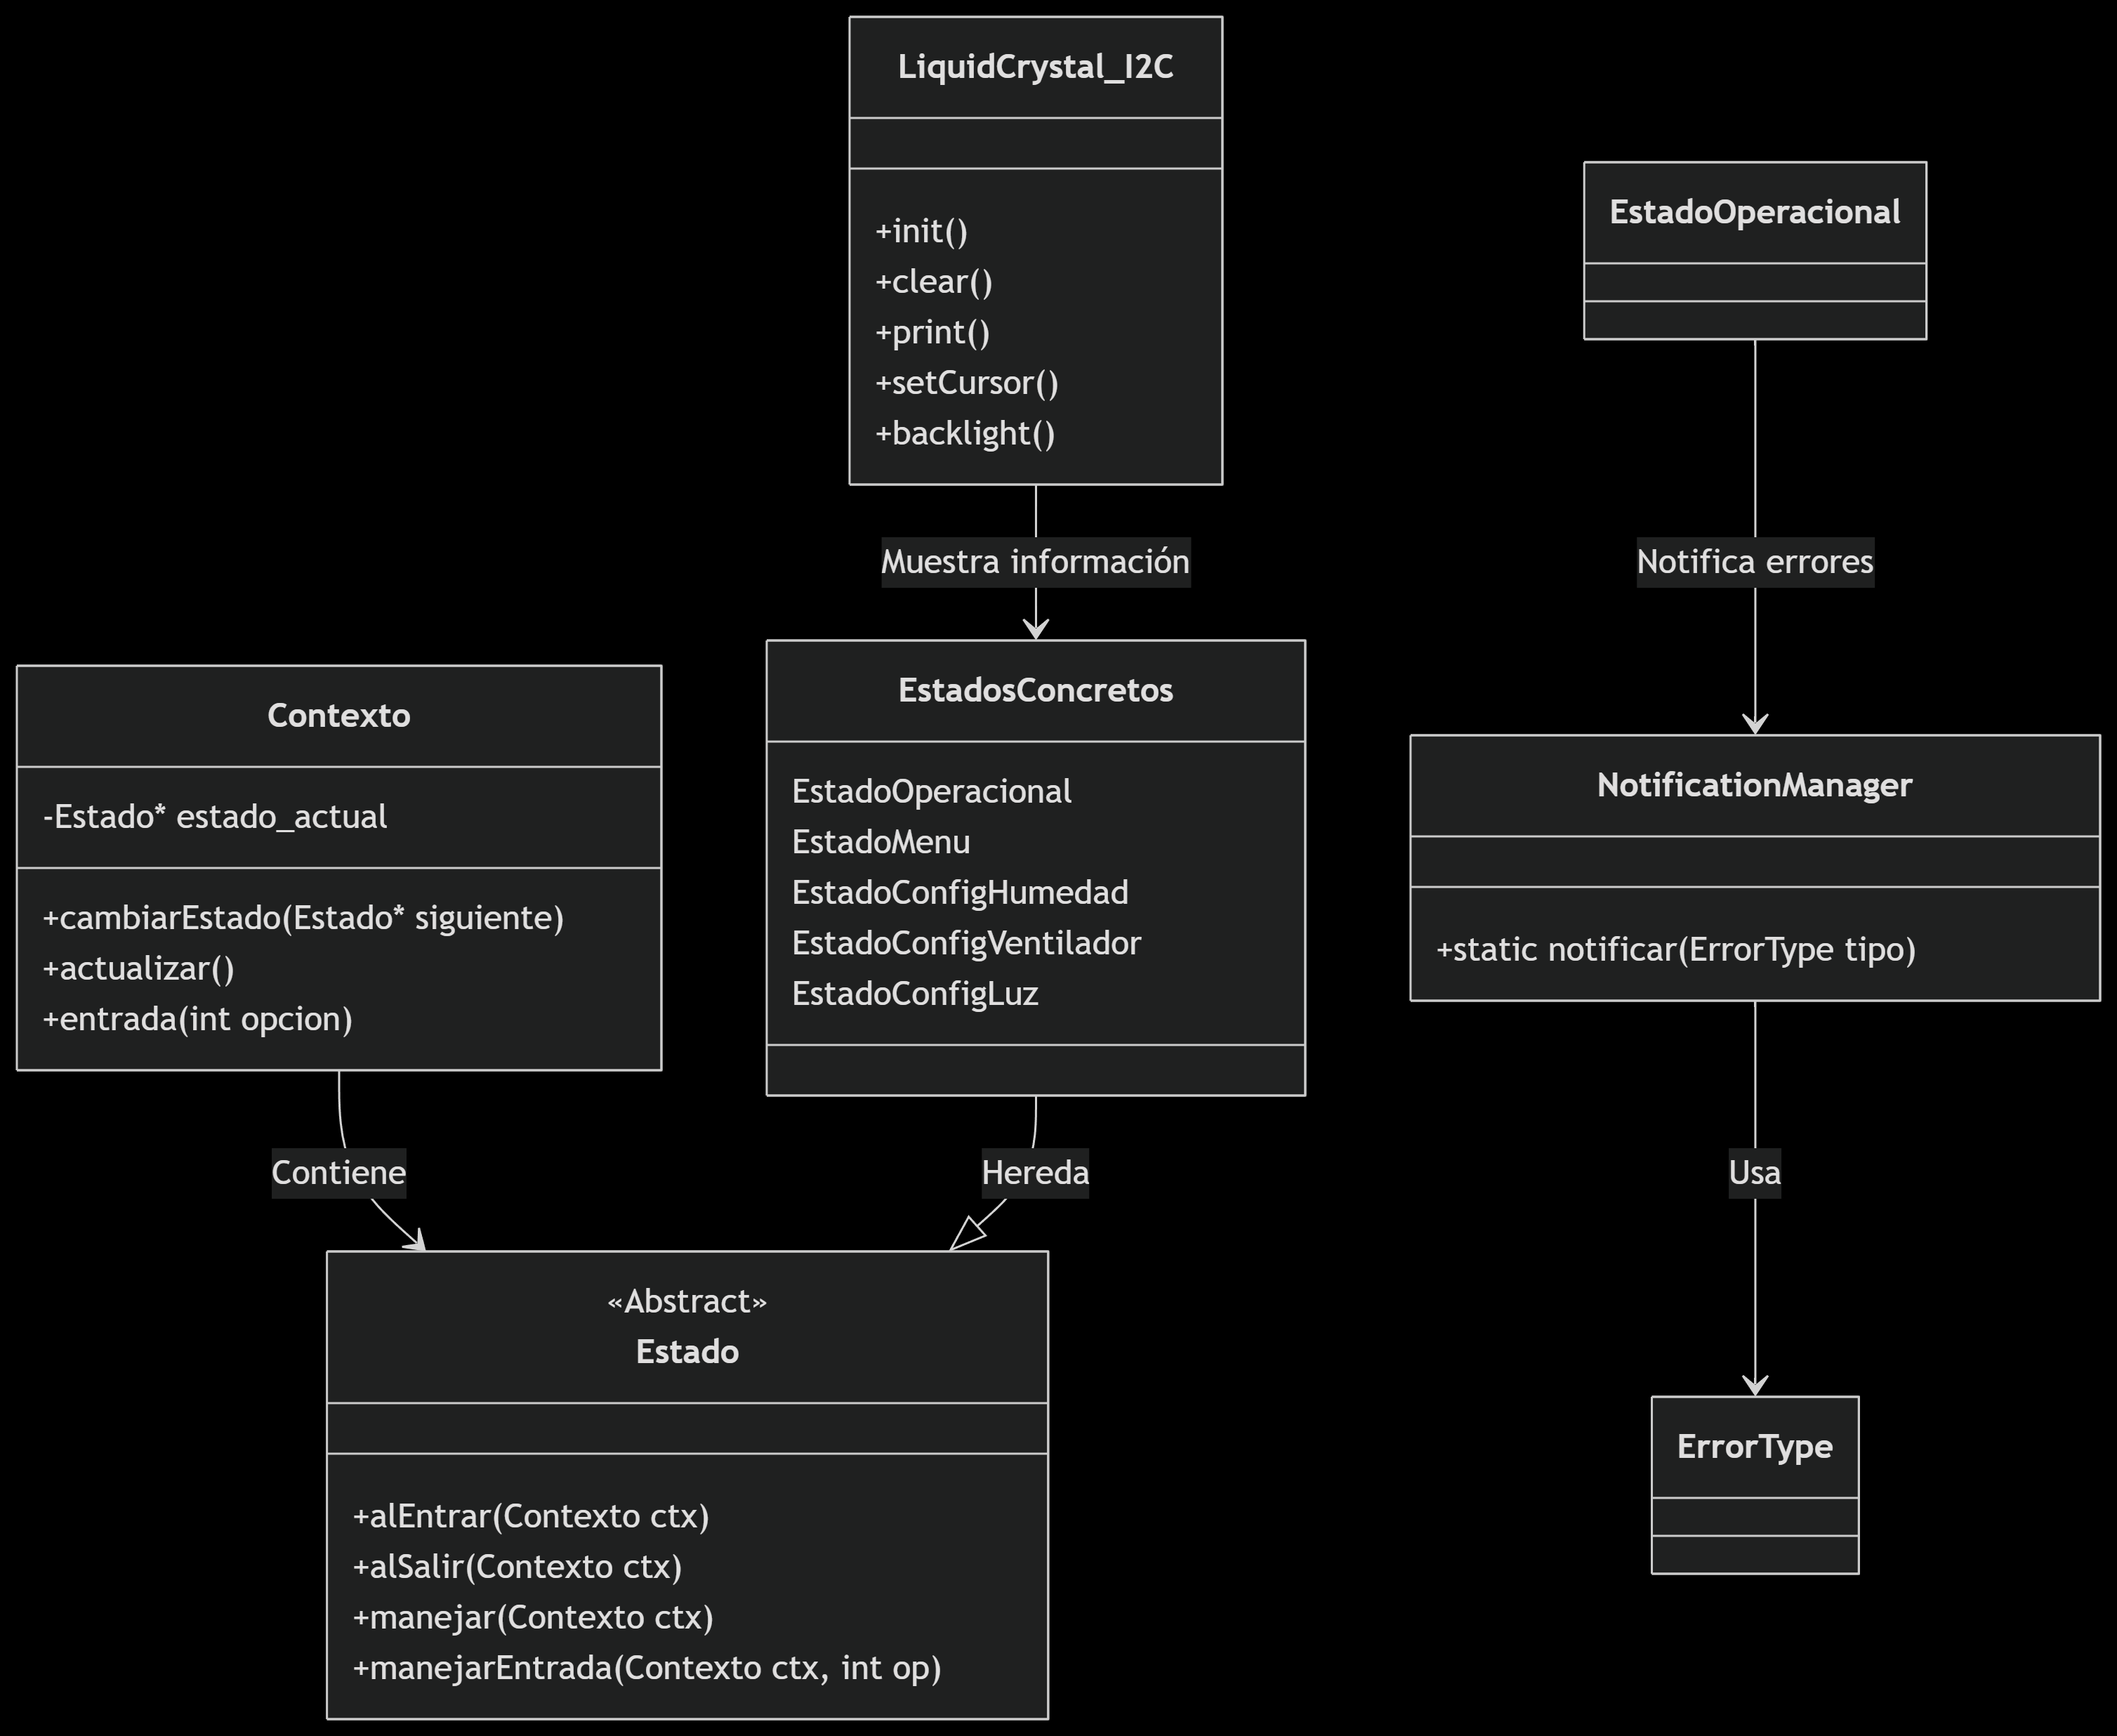 LiquidCrystal_I2C
+init()
+clear()
+print()
+setCursor()
+backlight()
EstadoOperacional
Muestra información
Notifica errores
Contexto
-Estado* estado_actual
+cambiarEstado(Estado* siguiente)
+actualizar()
+entrada(int opcion)
EstadosConcretos
EstadoOperacional
EstadoMenu
EstadoConfigHumedad
EstadoConfigVentilador
EstadoConfigLuz
NotificationManager
+static notificar(ErrorType tipo)
Contiene
Hereda
Usa
«Abstract»
Estado
+alEntrar(Contexto ctx)
+alSalir(Contexto ctx)
+manejar(Contexto ctx)
+manejarEntrada(Contexto ctx, int op)
ErrorType